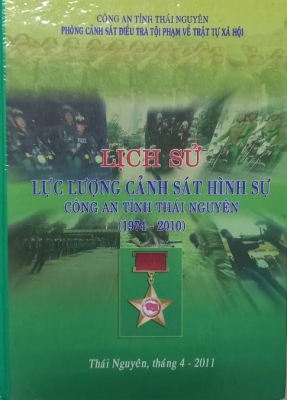 CÔNG AN TỈNH THÁI NGUYÊN
PHÒNG CẢNH SÁT ĐIỀU TRA TỘI PHẠM VỀ TRẬT TỰ XÃ HỘI
LỊCH SỬ
LỰC LƯỢNG CẢNH SÁT HÌNH SỰ
CÔNG AN TỈNH THÁI NGUYÊN
(1974 - 2010)
Thái Nguyên, tháng 4 - 2011